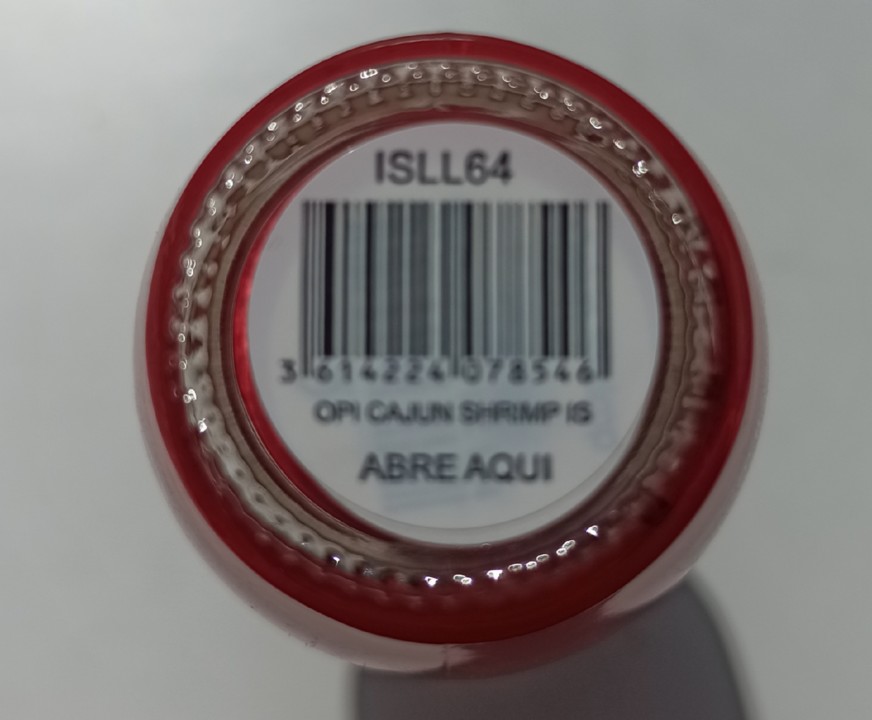 ISLL64
3 614224 078546
OPI CAJUN SHRIMP IS
ABRE AQUI